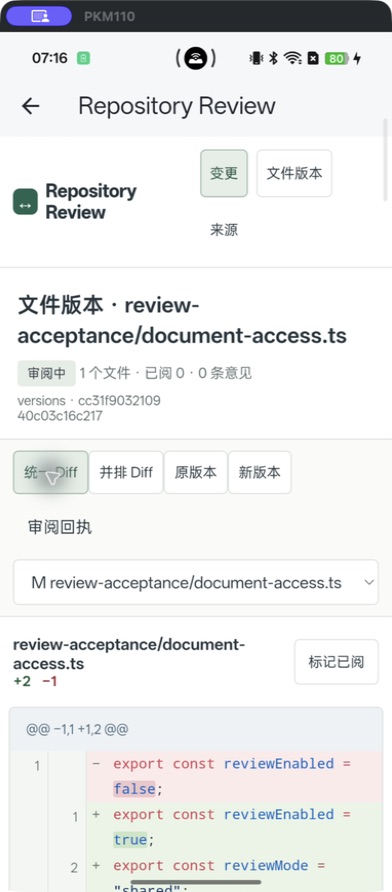 PKM110
07:16
80
Repository Review
Repository
Review
变更
文件版本
来源
文件版本 · review-
acceptance/document-access.ts
审阅中 1 个文件 · 已阅 0 · 0 条意见
versions · cc31f9032109
40c03c16c217
统一 Diff 并排 Diff 原版本 新版本
审阅回执
M review-acceptance/document-access.ts
review-acceptance/document-
access.ts
+2 −1
标记已阅
@@ −1,1 +1,2 @@
1 − export const reviewEnabled =
false;
1 + export const reviewEnabled =
true;
2 + export const reviewMode =
"shared";